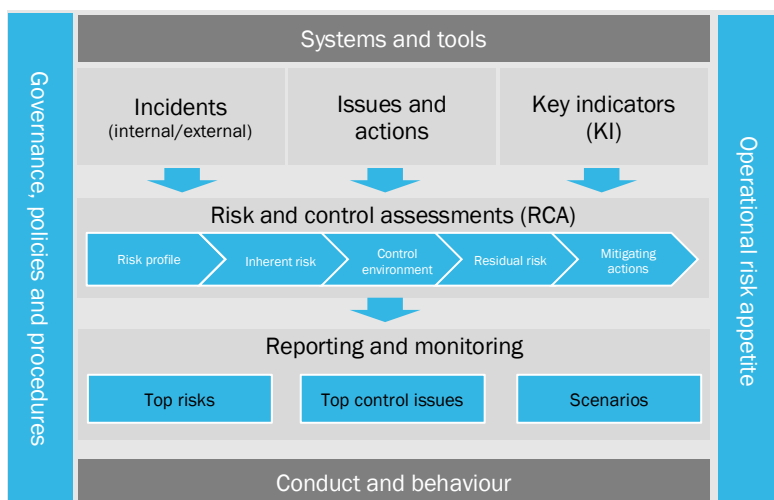 Systems and tools
Governance, policies and procedures
Incidents
(internal/external)
Issues and
actions
Key indicators
(KI)
Operational risk appetite
Risk and control assessments (RCA)
Risk profile
Inherent risk
Control
environment
Residual risk
Mitigating
actions
Reporting and monitoring
Top risks
Top control issues
Scenarios
Conduct and behaviour